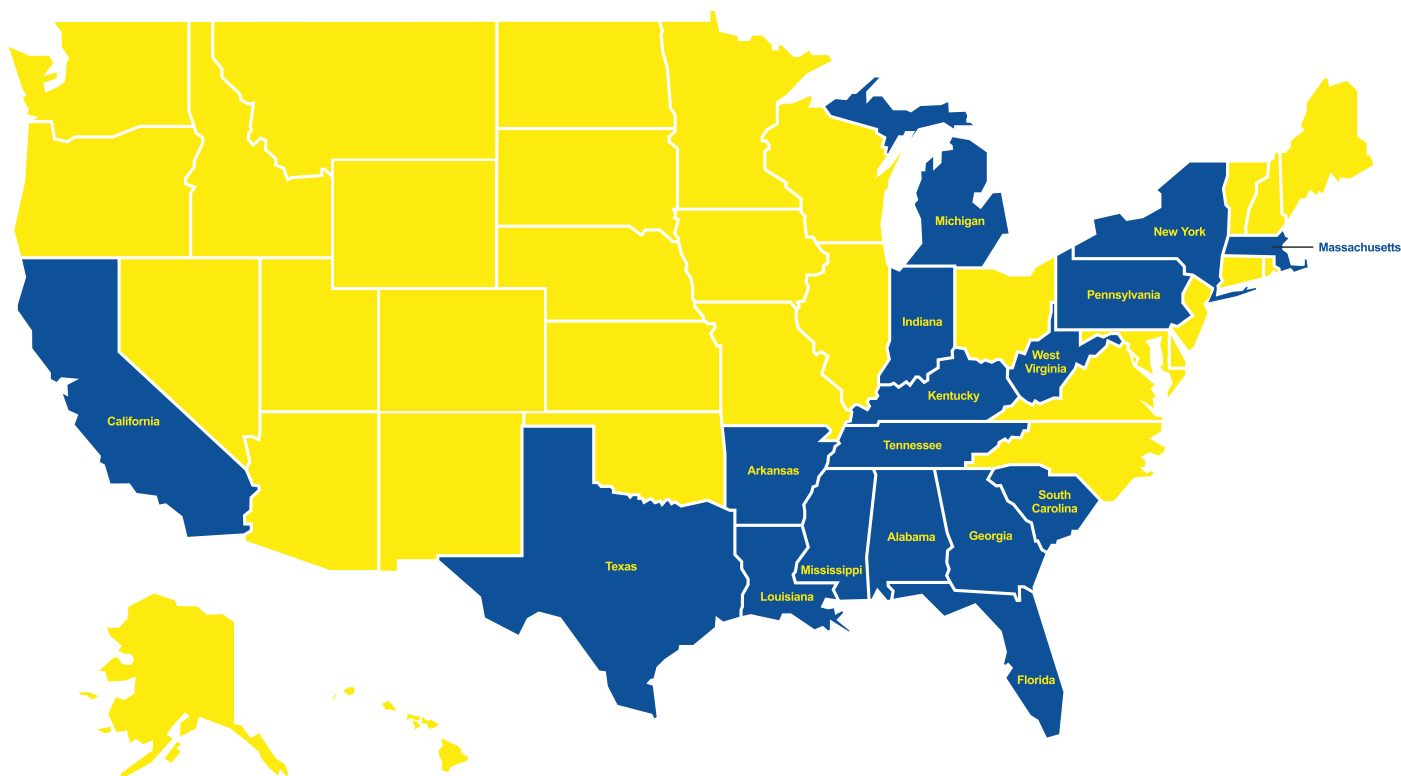 Michigan
New York
Massachusetts
Pennsylvania
Indiana
West
Virginia
Kentucky
California
Tennessee
Arkansas
South
Carolina
Georgia
Alabama
Texas
Mississippi
Louisiana
Florida